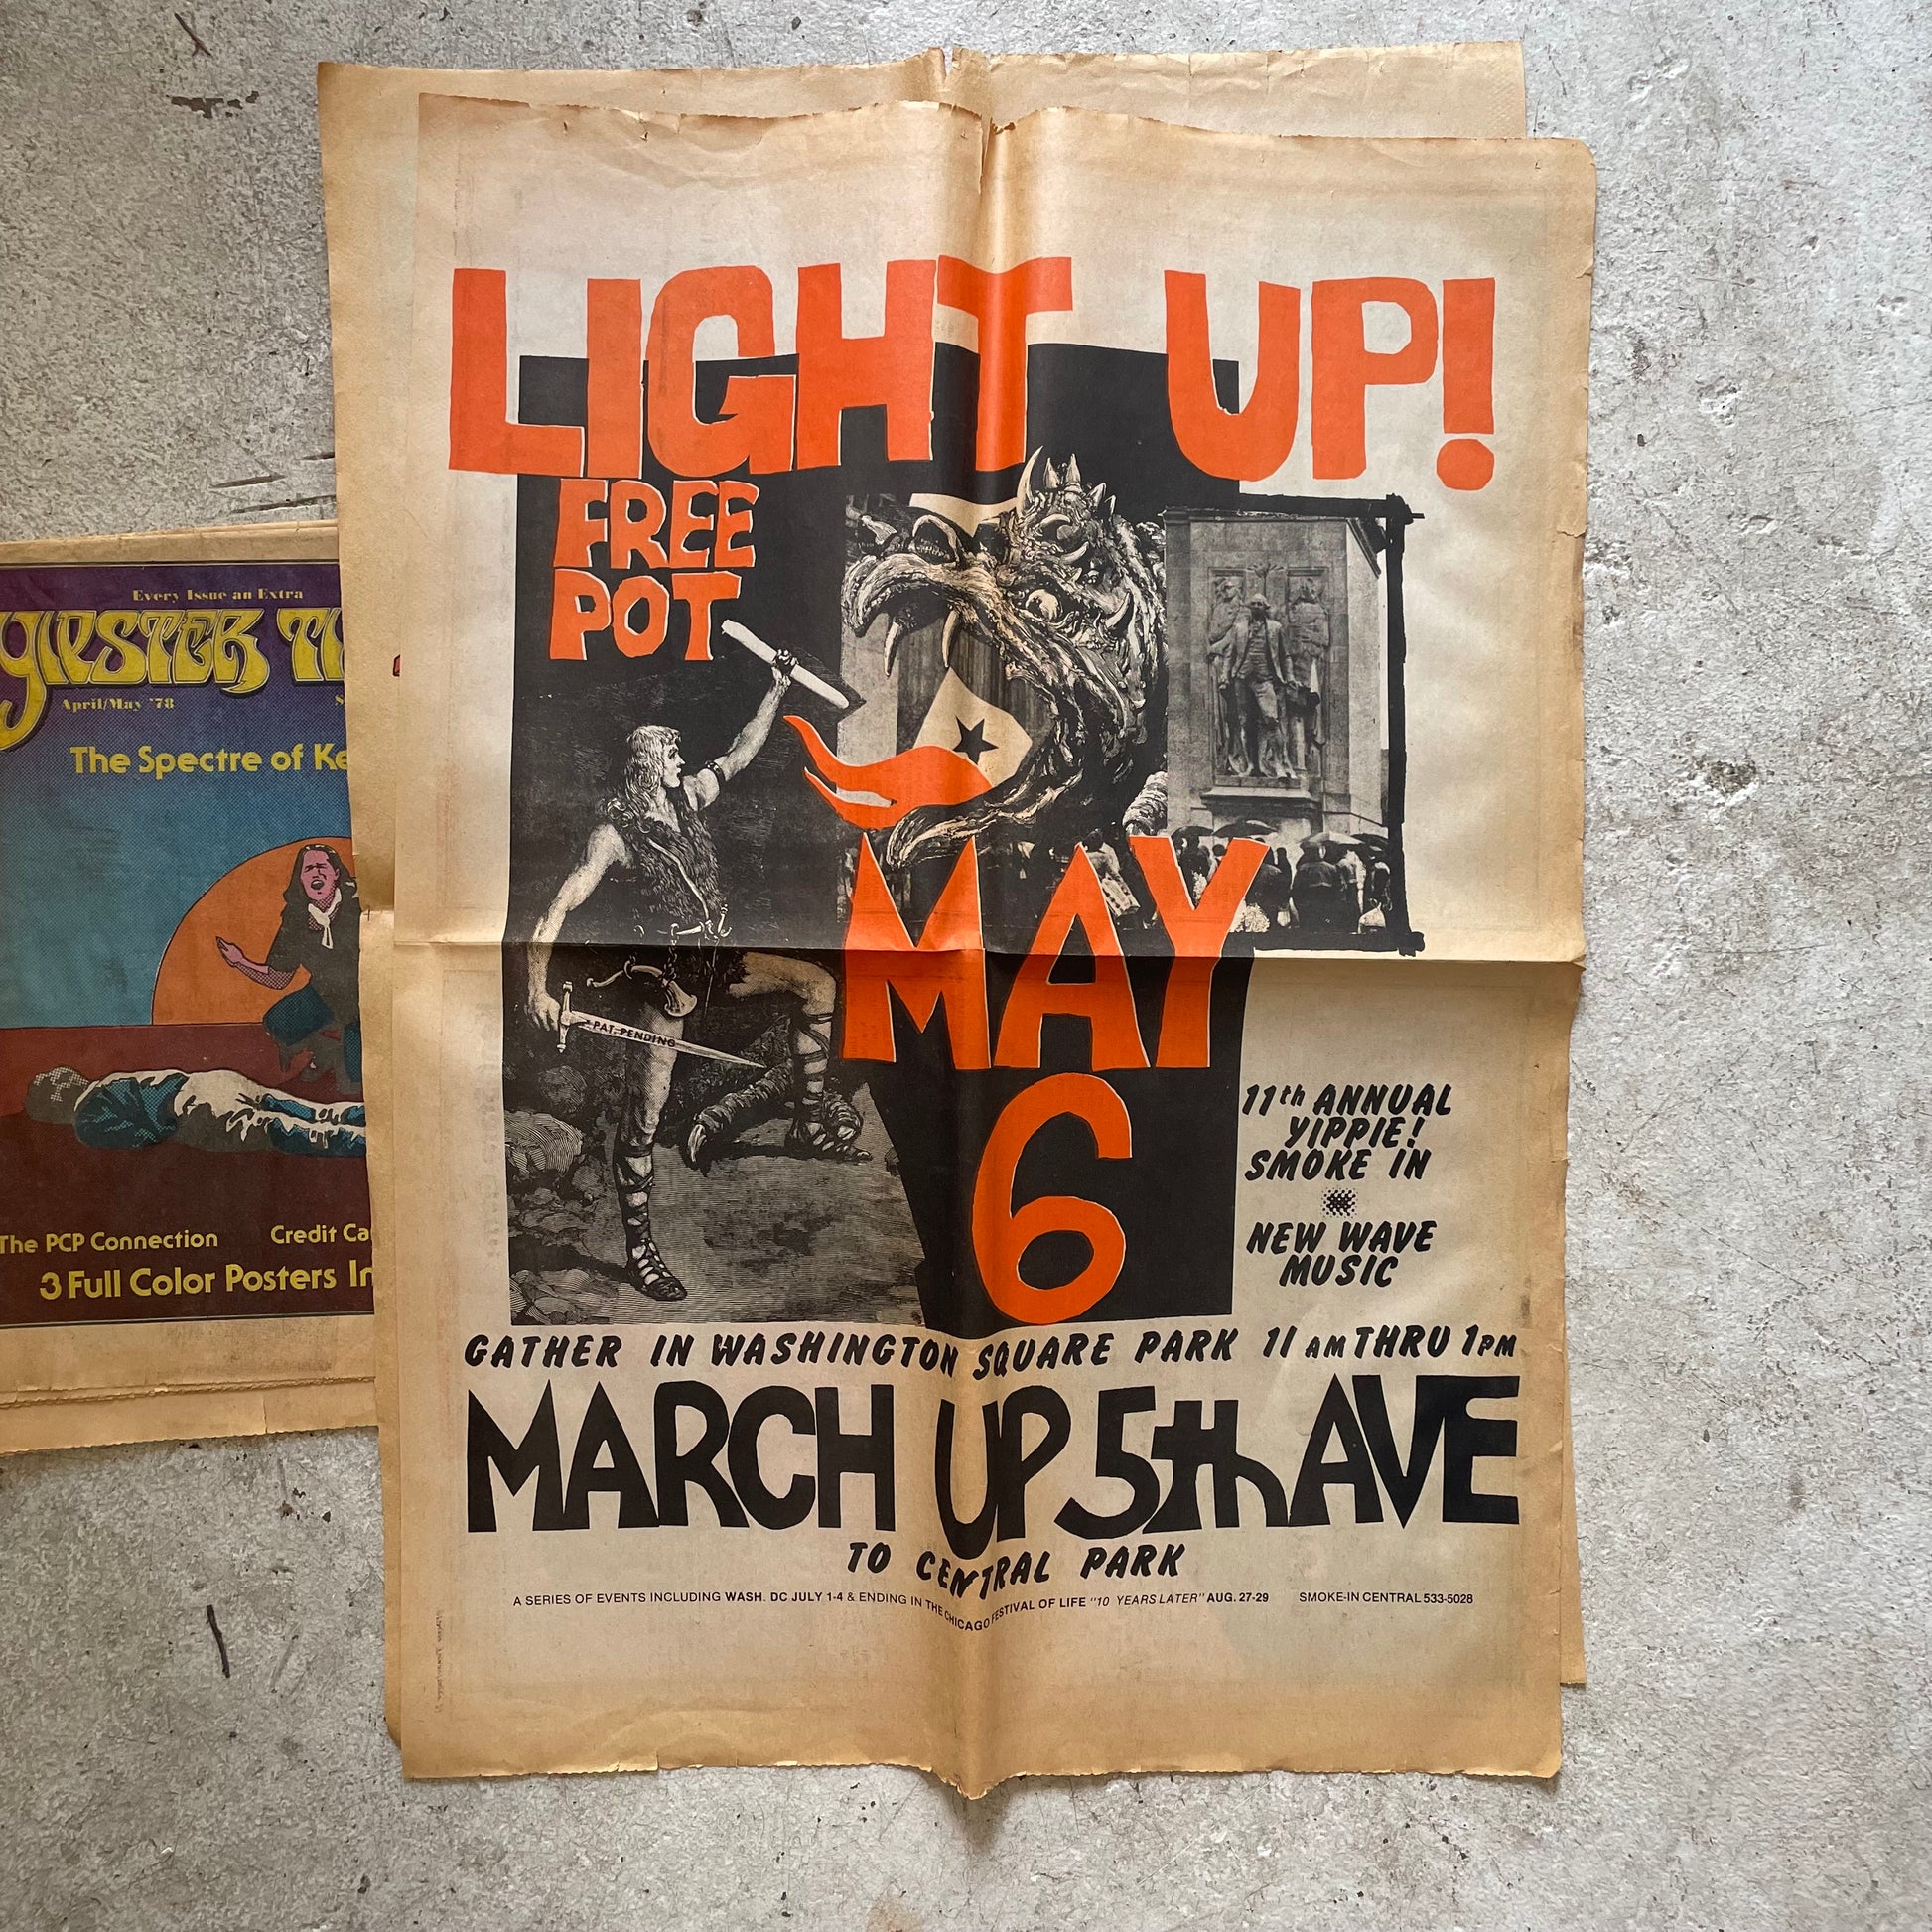 LIGHT UP!
FREE
POT
PAT. PENDING
MAY
6
11th ANNUAL
YIPPIE!
SMOKE IN
NEW WAVE
MUSIC
GATHER IN WASHINGTON SQUARE PARK 11 AM THRU 1PM
MARCH UP 5th AVE
TO CENTRAL PARK
A SERIES OF EVENTS INCLUDING WASH. DC JULY 1-4 & ENDING IN THE CHICAGO FESTIVAL OF LIFE "10 YEARS LATER" AUG. 27-29 SMOKE-IN CENTRAL 533-5028
Every Issue an Extra
YIPSTER
April/May '78
The Spectre of
The PCP Connection Credit
3 Full Color Posters